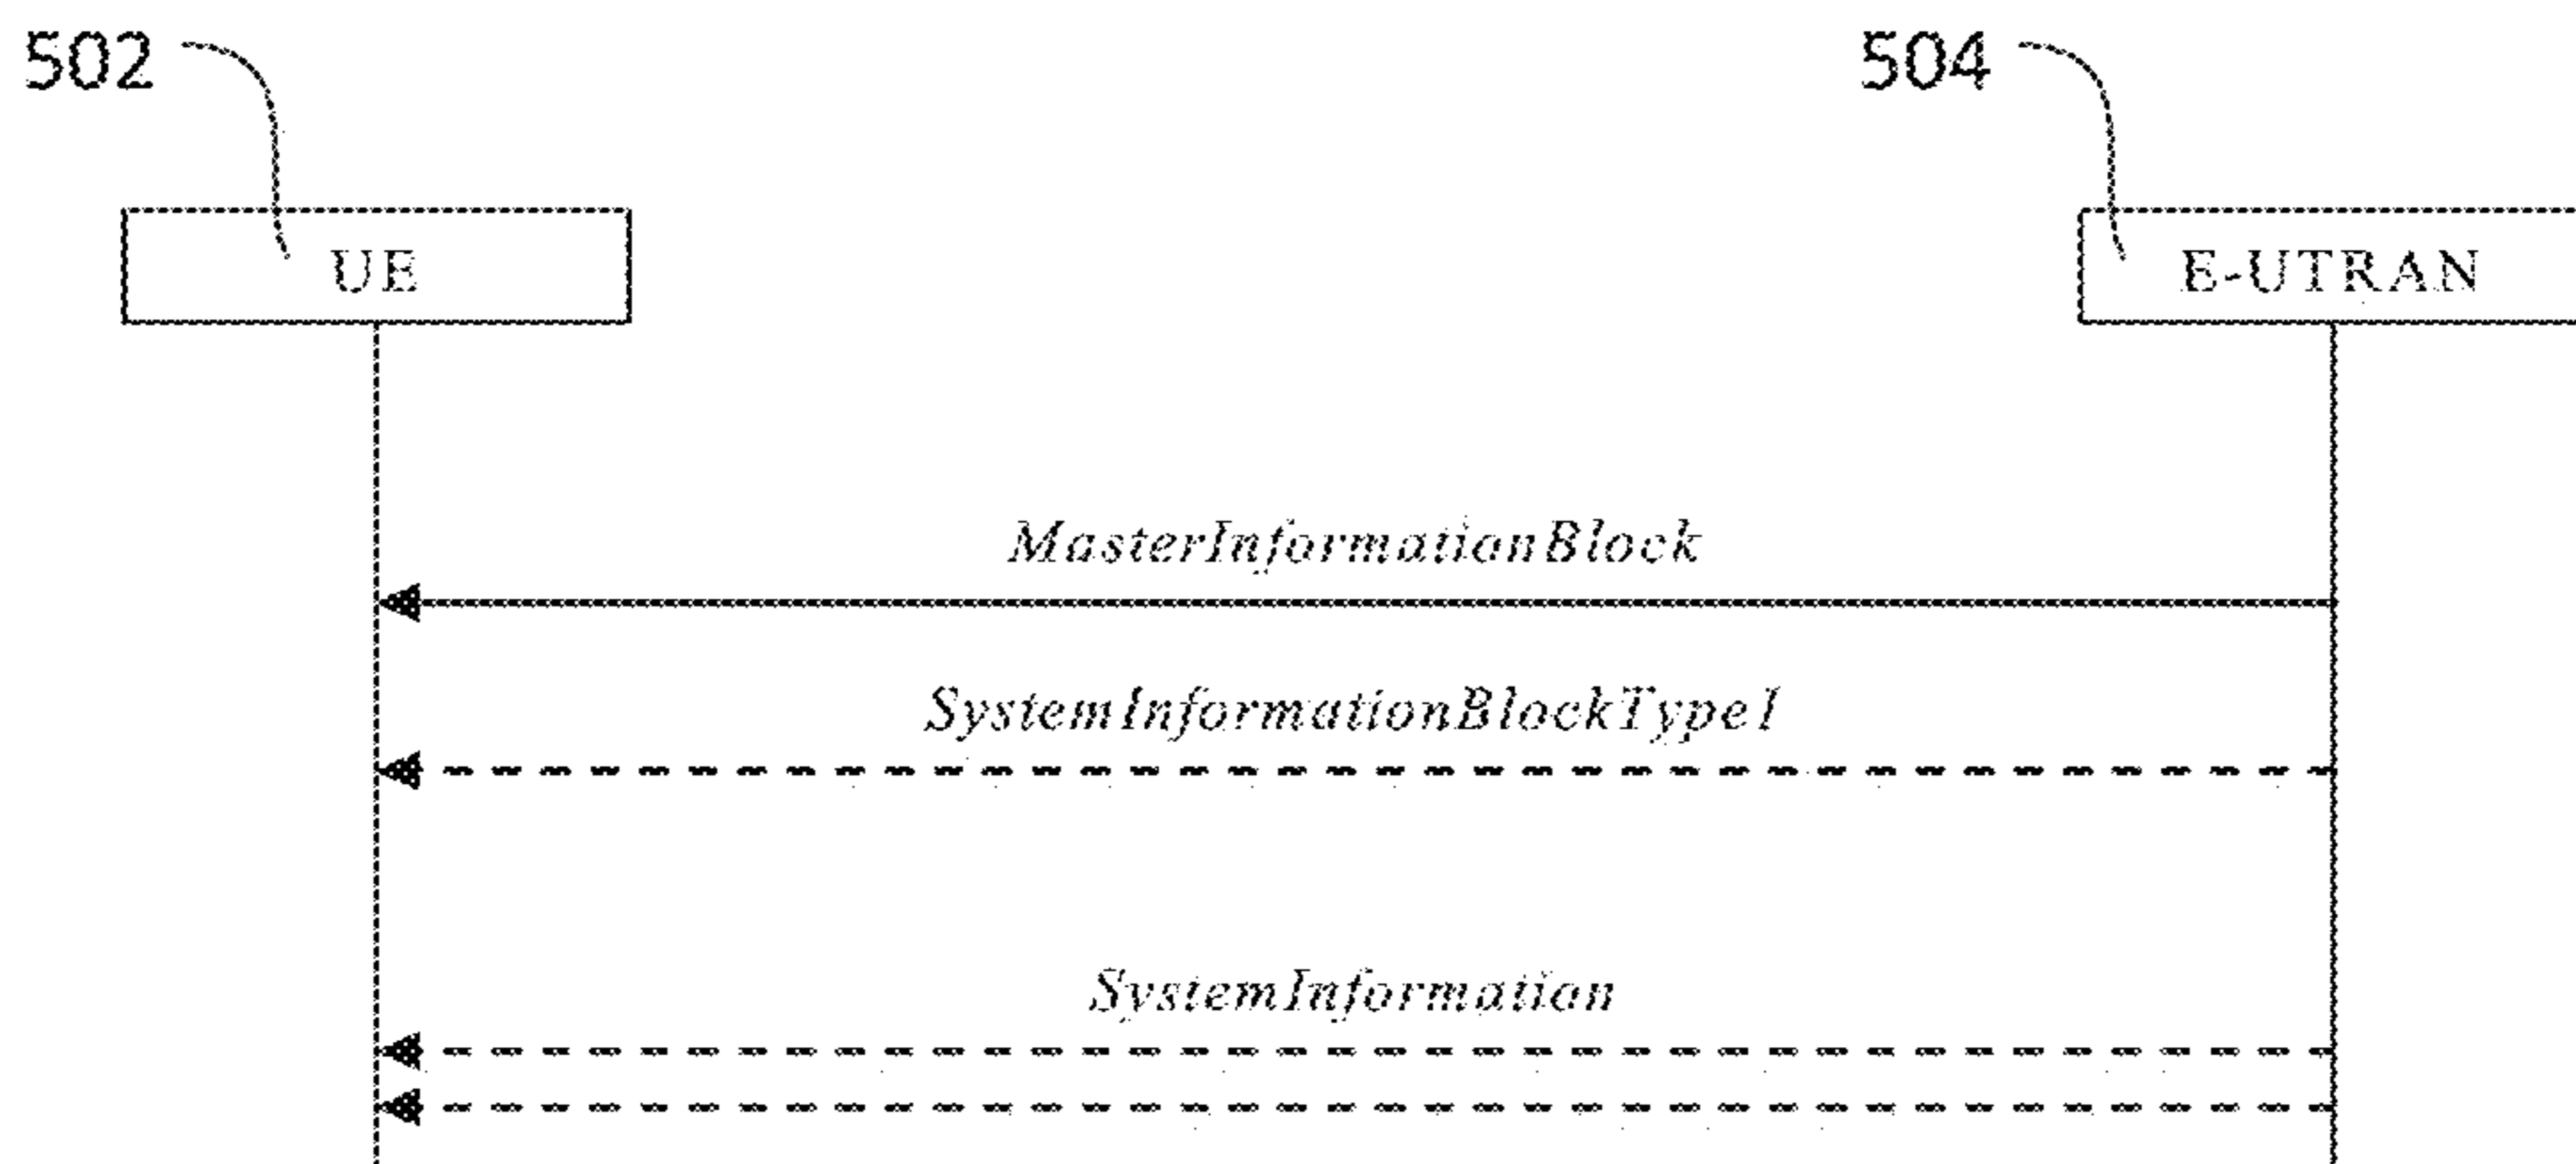 502
504
UE
E-UTRAN
MasterInformationBlock
SystemInformationBlockType1
SystemInformation